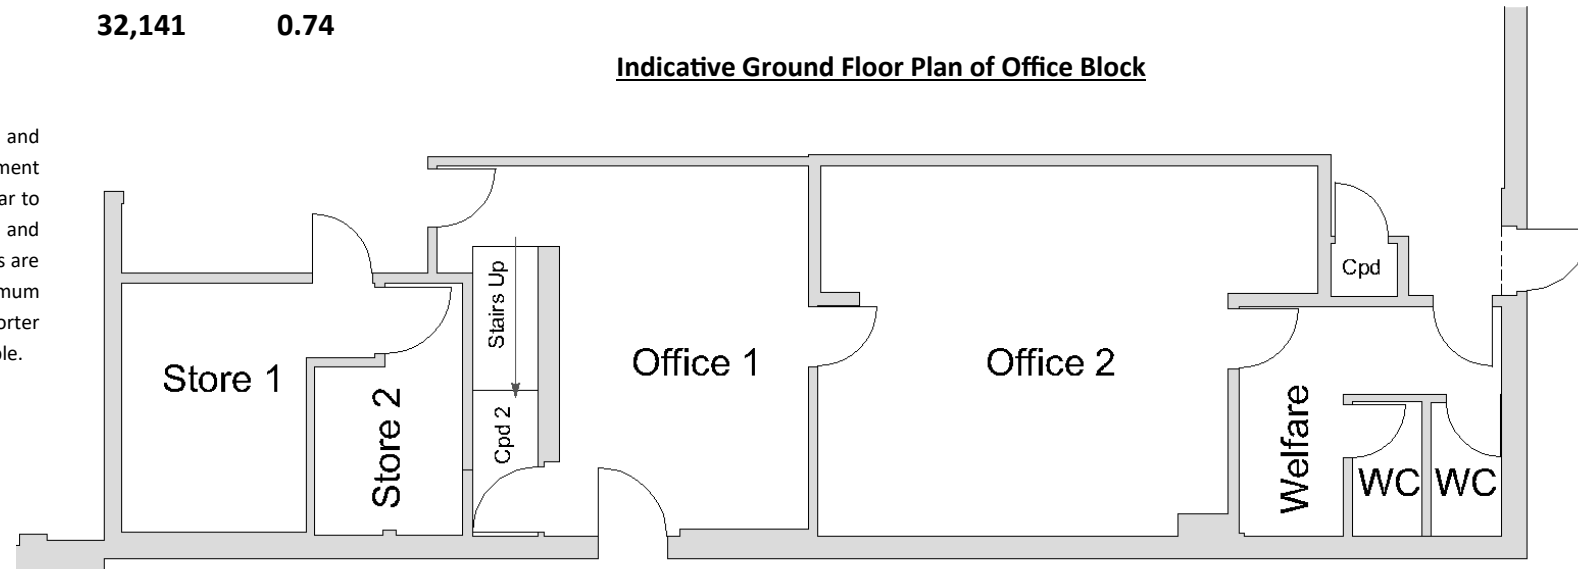 32,141 0.74
Indicative Ground Floor Plan of Office Block
and
ment
ar to
and
s are
mum
orter
ole.
Stairs Up
Cpd
Office 1
Office 2
Store 1
Store 2
Cpd 2
Welfare
WC WC